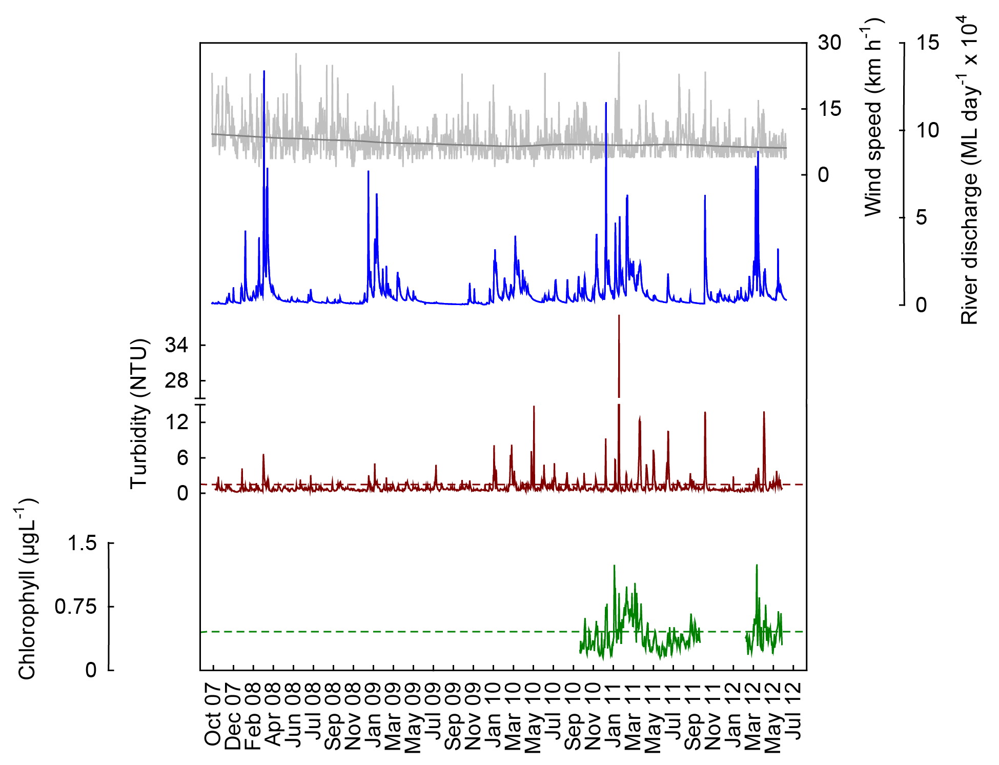 30
15
0
Wind speed (km h⁻¹)
15
10
5
0
River discharge (ML day⁻¹ x 10⁴
34
28
12
6
0
Turbidity (NTU)
1.5
0.75
0
Chlorophyll (µgL⁻¹)
Oct 07
Dec 07
Feb 08
Apr 08
Jun 08
Jul 08
Sep 08
Nov 08
Jan 09
Mar 09
May 09
Jul 09
Sep 09
Nov 09
Jan 10
Mar 10
May 10
Jul 10
Sep 10
Nov 10
Jan 11
Mar 11
May 11
Jul 11
Sep 11
Nov 11
Jan 12
Mar 12
May 12
Jul 12